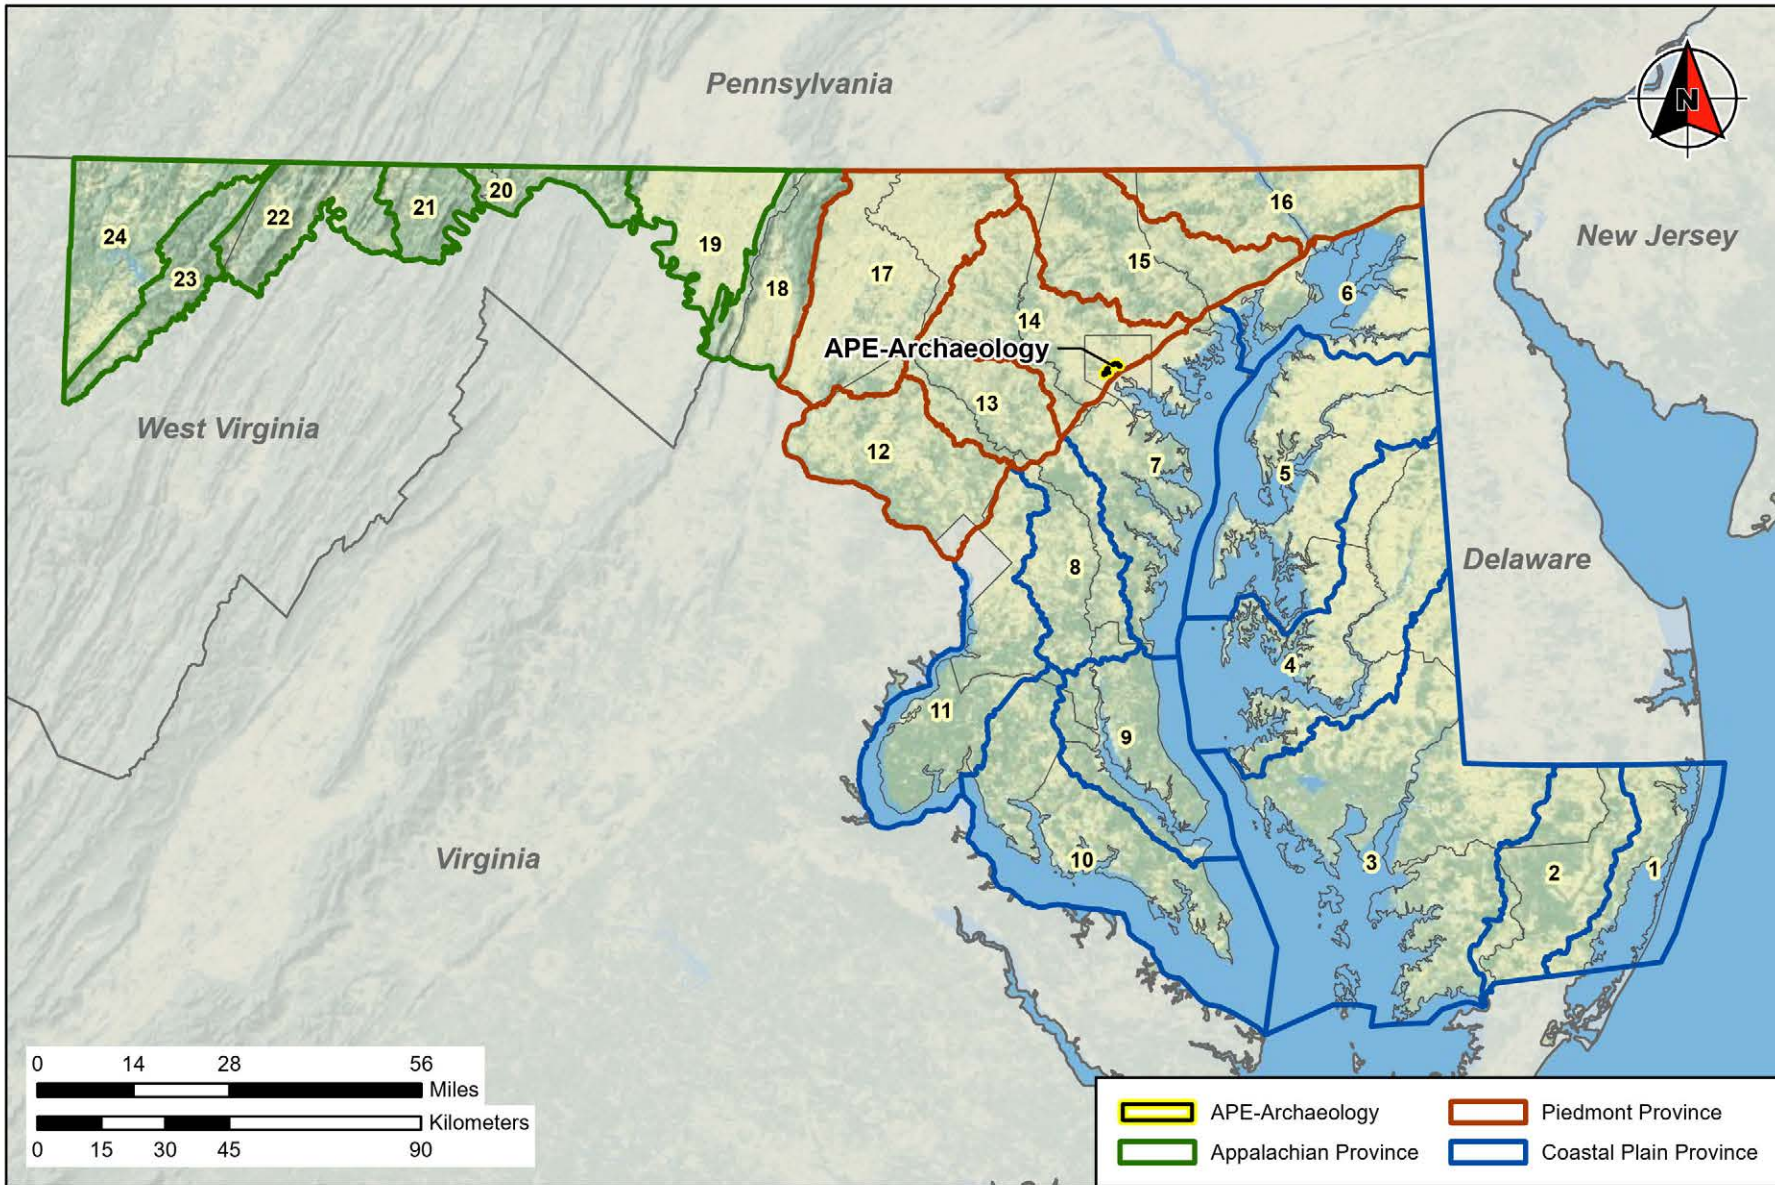 Pennsylvania
N
New Jersey
20
21
22
16
24
19
23
17
15
18
6
14
APE-Archaeology
West Virginia
13
12
7
5
Delaware
8
4
11
9
Virginia
10
3
2
1
0 14 28 56
Miles
Kilometers
0 15 30 45 90
APE-Archaeology
Piedmont Province
Appalachian Province
Coastal Plain Province